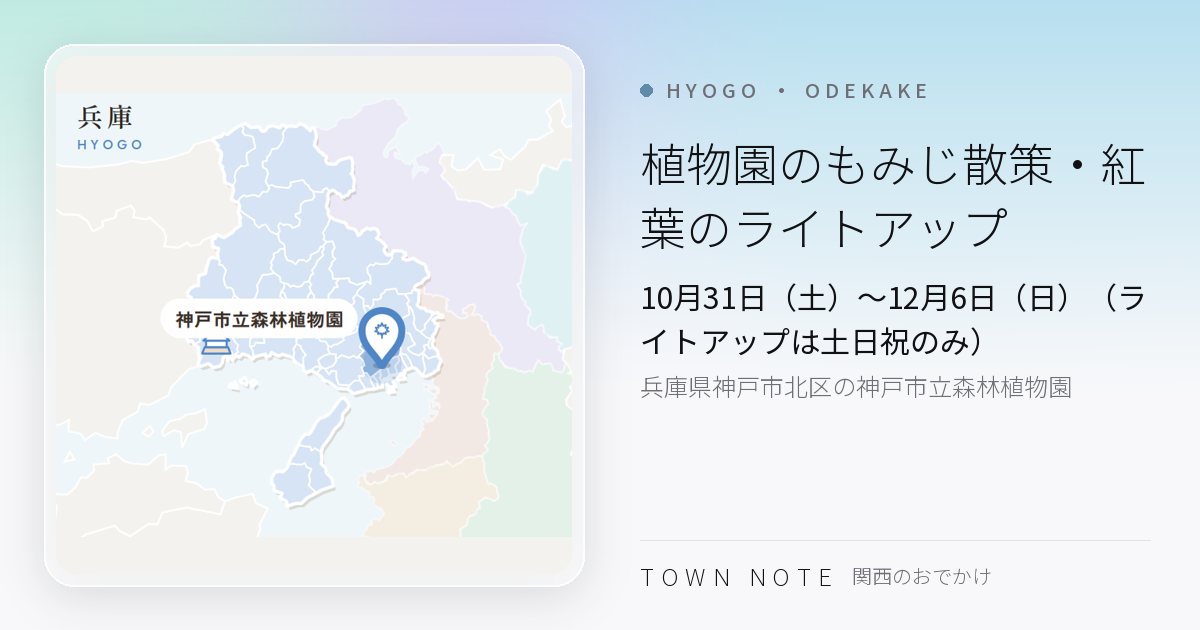 兵庫
HYOGO
神戸市立森林植物園
HYOGO・ODEKAKE
植物園のもみじ散策・紅
葉のライトアップ
10月31日（土）〜12月6日（日）（ラ
イトアップは土日祝のみ）
兵庫県神戸市北区の神戸市立森林植物園
TOWN NOTE 関西のおでかけ